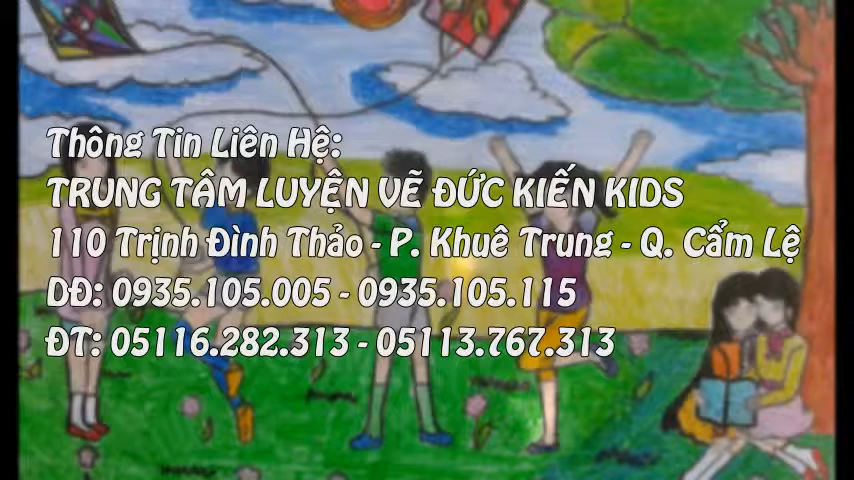 Thông Tin Liên Hệ:
TRUNG TÂM LUYỆN VẼ ĐỨC KIẾN KIDS
110 Trịnh Đình Thảo - P. Khuê Trung - Q. Cẩm Lệ
DĐ: 0935.105.005 - 0935.105.115
ĐT: 05116.282.313 - 05113.767.313